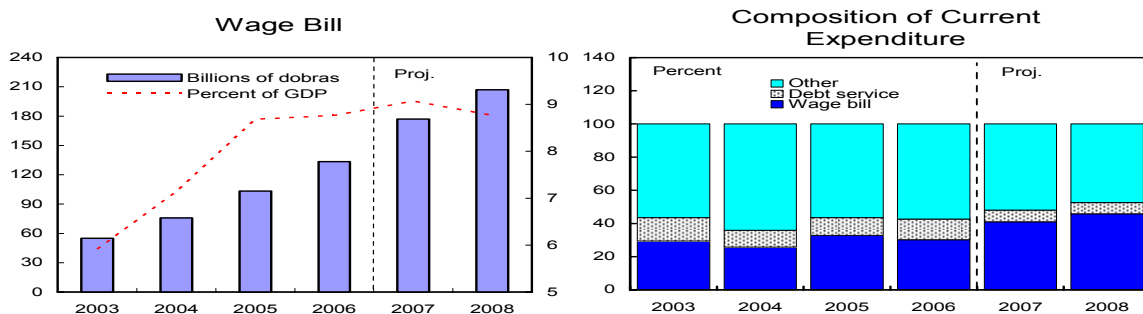 Wage Bill
240
210
180
150
120
90
60
30
0
10
9
8
7
6
5
Billions of dobras
Percent of GDP
Proj.
2003 2004 2005 2006 2007 2008
Composition of Current
Expenditure
140
120
100
80
60
40
20
0
Percent
Proj.
Other
Debt service
Wage bill
2003 2004 2005 2006 2007 2008